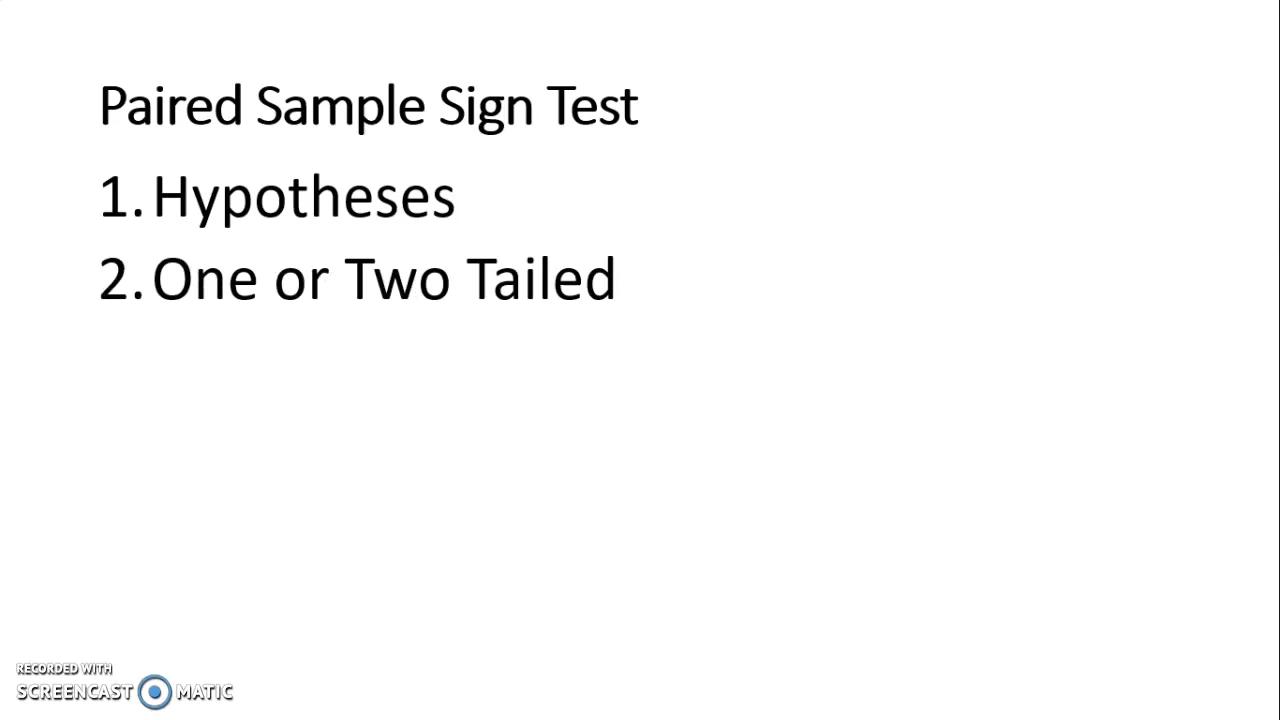 Paired Sample Sign Test
1. Hypotheses
2. One or Two Tailed
RECORDED WITH
SCREENCAST MATIC